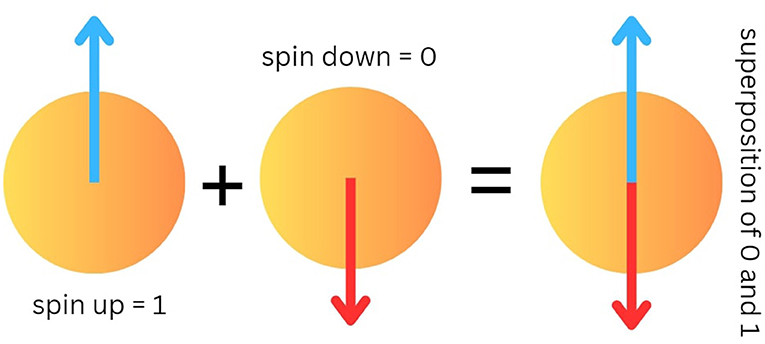 spin up = 1
+
spin down = 0
=
superposition of 0 and 1